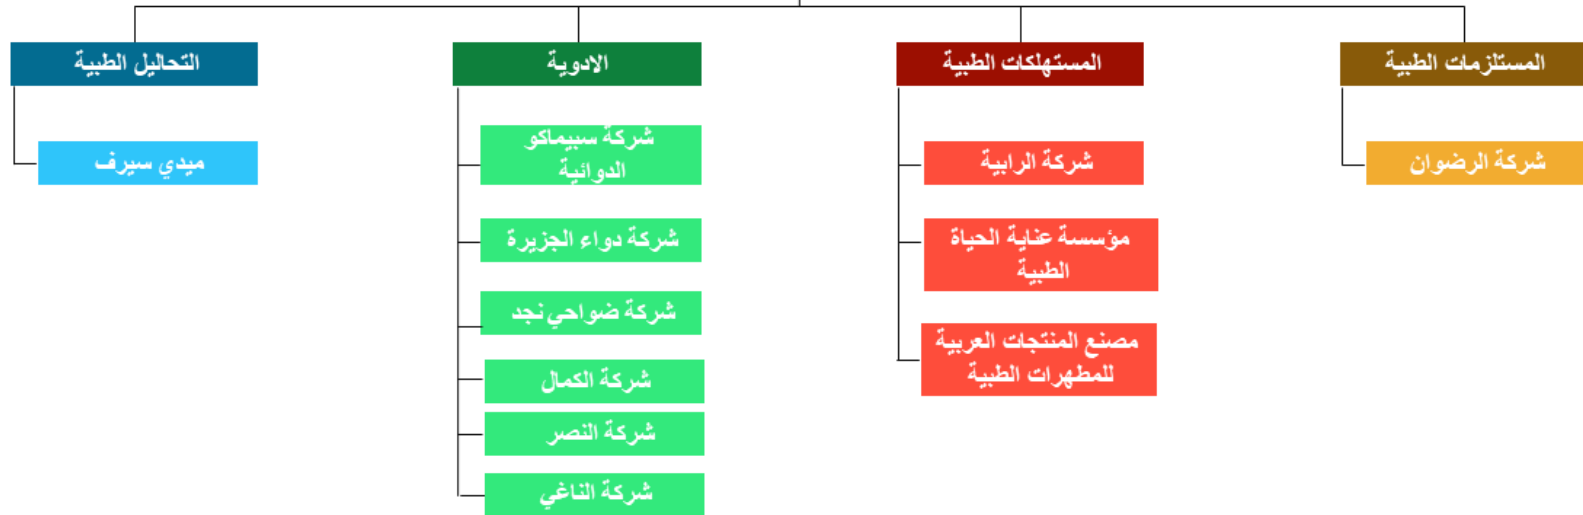 المستلزمات الطبية
المستهلكات الطبية
الادوية
التحاليل الطبية
شركة الرضوان
شركة الرابية
مؤسسة عناية الحياة
الطبية
مصنع المنتجات العربية
للمطهرات الطبية
شركة سبيماكو
الدوائية
شركة دواء الجزيرة
شركة ضواحي نجد
شركة الكمال
شركة النصر
شركة الناغي
ميدي سيرف